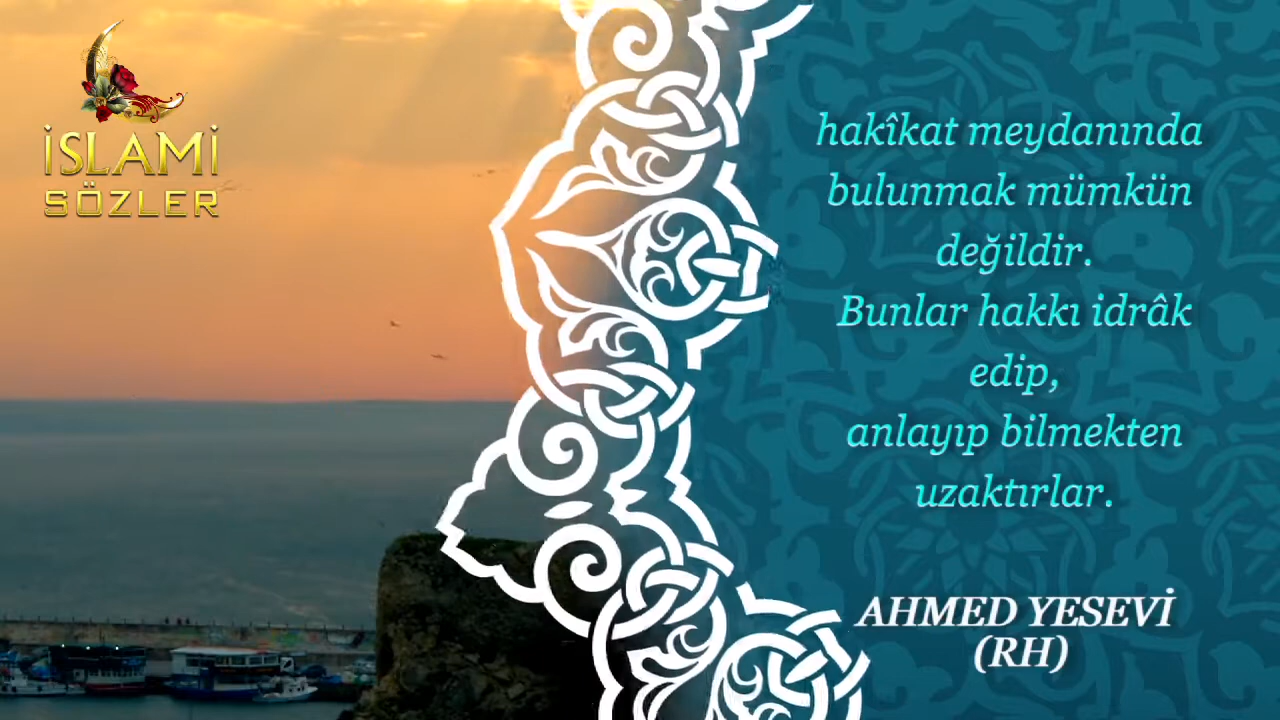 İSLAMİ
SÖZLER
hakîkat meydanında
bulunmak mümkün
değildir.
Bunlar hakkı idrâk
edip,
anlayıp bilmekten
uzaktırlar.
AHMED YESEVİ
(RH)